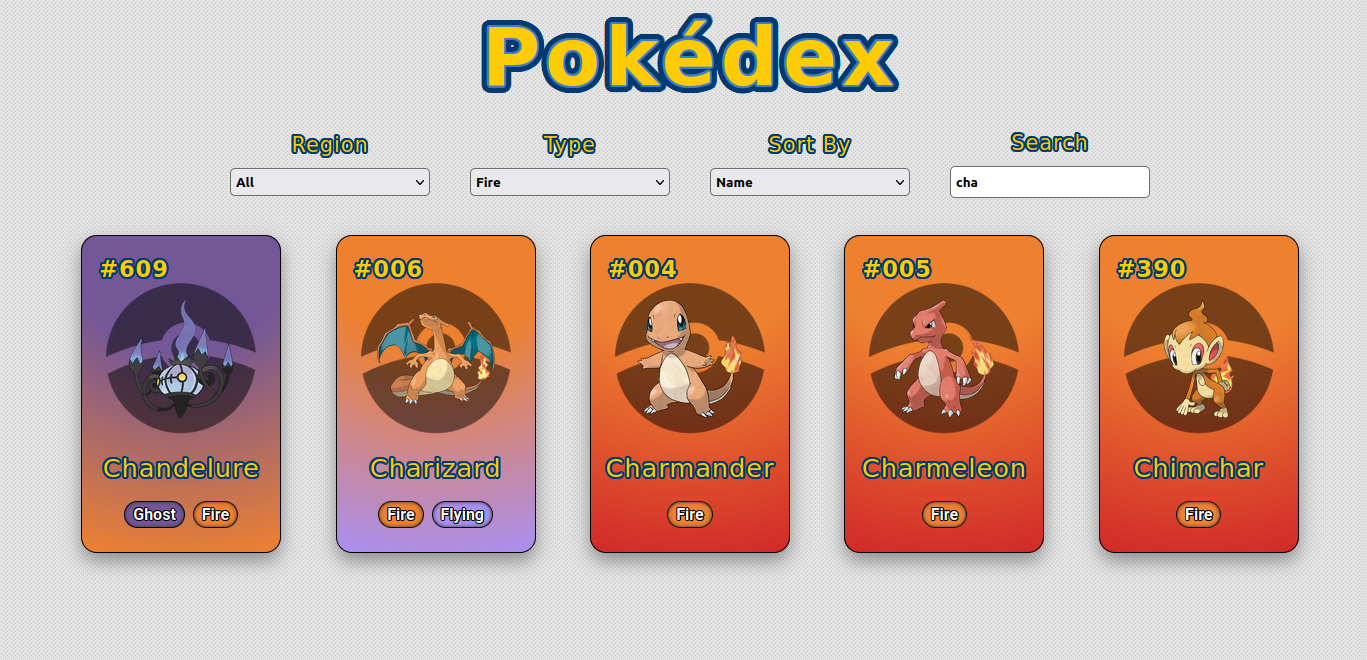 Pokédex
Region Type Sort By Search
All Fire Name cha
#609 #006 #004 #005 #390
Chandelure Charizard Charmander Charmeleon Chimchar
Ghost Fire Fire Flying Fire Fire Fire